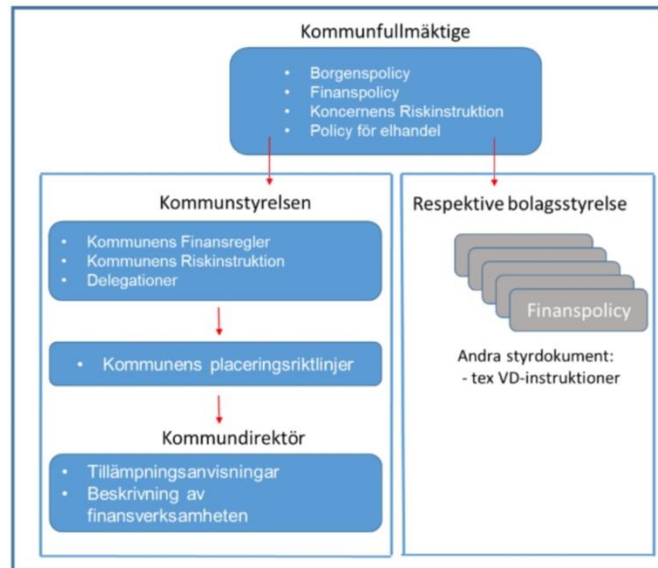 Kommunfullmäktige
• Borgenspolicy
• Finanspolicy
• Koncernens Riskinstruktion
• Policy för elhandel
Kommunstyrelsen
• Kommunens Finansregler
• Kommunens Riskinstruktion
• Delegationer
• Kommunens placeringsriktlinjer
Kommundirektör
• Tillämpningsanvisningar
• Beskrivning av
finansverksamheten
Respektive bolagsstyrelse
Finanspolicy
Andra styrdokument:
- tex VD-instruktioner